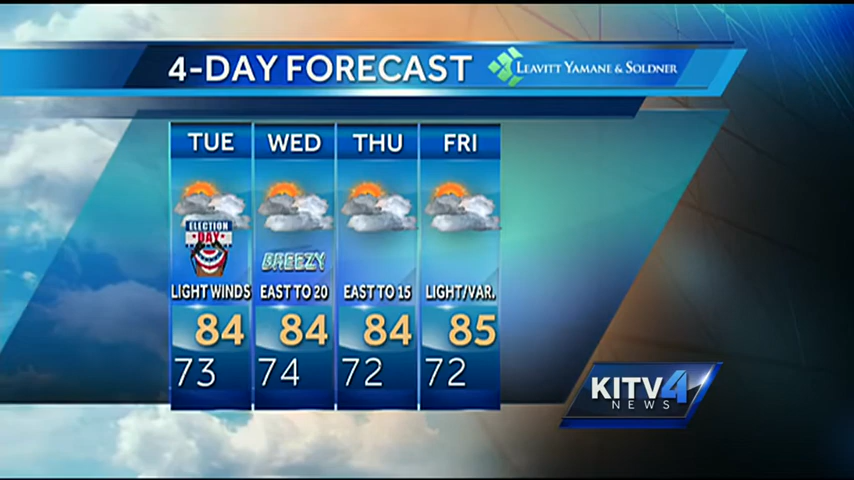 4-DAY FORECAST
LEAVITT YAMANE & SOLDNER
TUE WED THU FRI
ELECTION
DAY
BREEZY
LIGHT WINDS EAST TO 20 EAST TO 15 LIGHT/VAR.
84 84 84 85
73 74 72 72
KITV4
NEWS